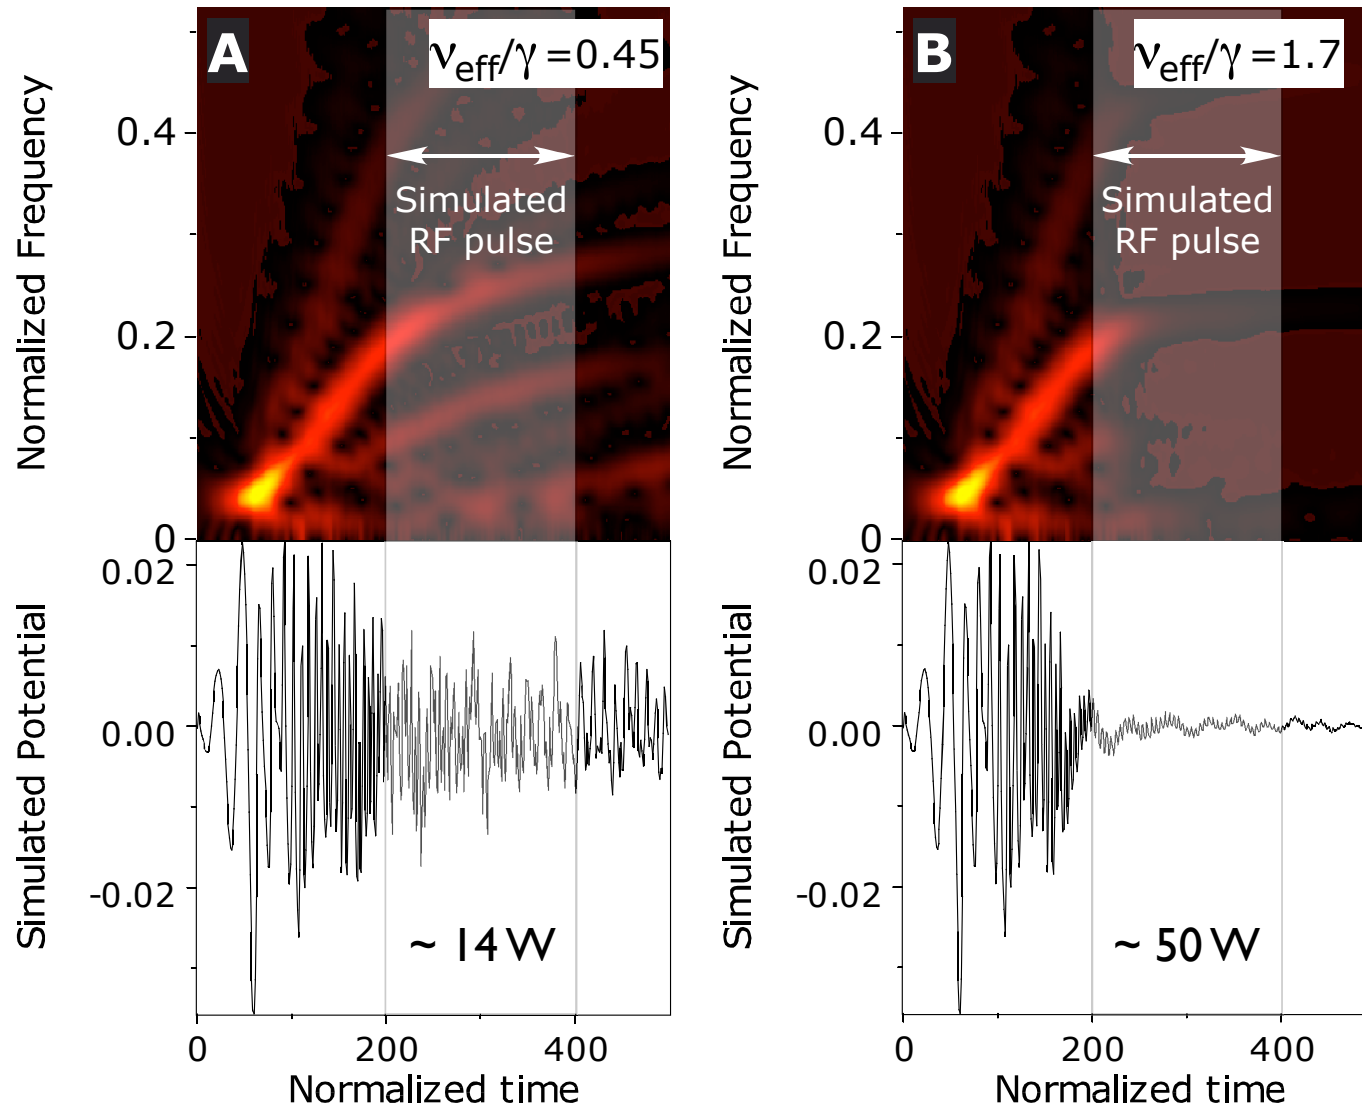 A
νeff/γ =0.45
Simulated
RF pulse
Normalized Frequency
0.4
0.2
0
Simulated Potential
0.02
0.00
-0.02
~ 14 W
0
200
400
Normalized time
B
νeff/γ =1.7
Simulated
RF pulse
Normalized Frequency
0.4
0.2
0
Simulated Potential
0.02
0.00
-0.02
~ 50 W
0
200
400
Normalized time